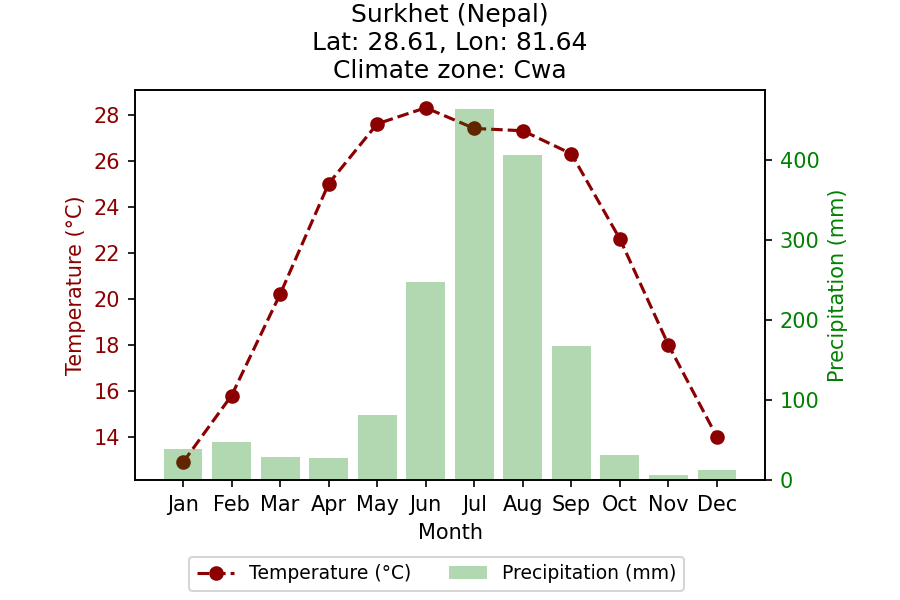 Surkhet (Nepal)
Lat: 28.61, Lon: 81.64
Climate zone: Cwa
28
26
24
22
20
18
16
14
Temperature (°C)
400
300
200
100
0
Precipitation (mm)
Jan Feb Mar Apr May Jun Jul Aug Sep Oct Nov Dec
Month
Temperature (°C) Precipitation (mm)